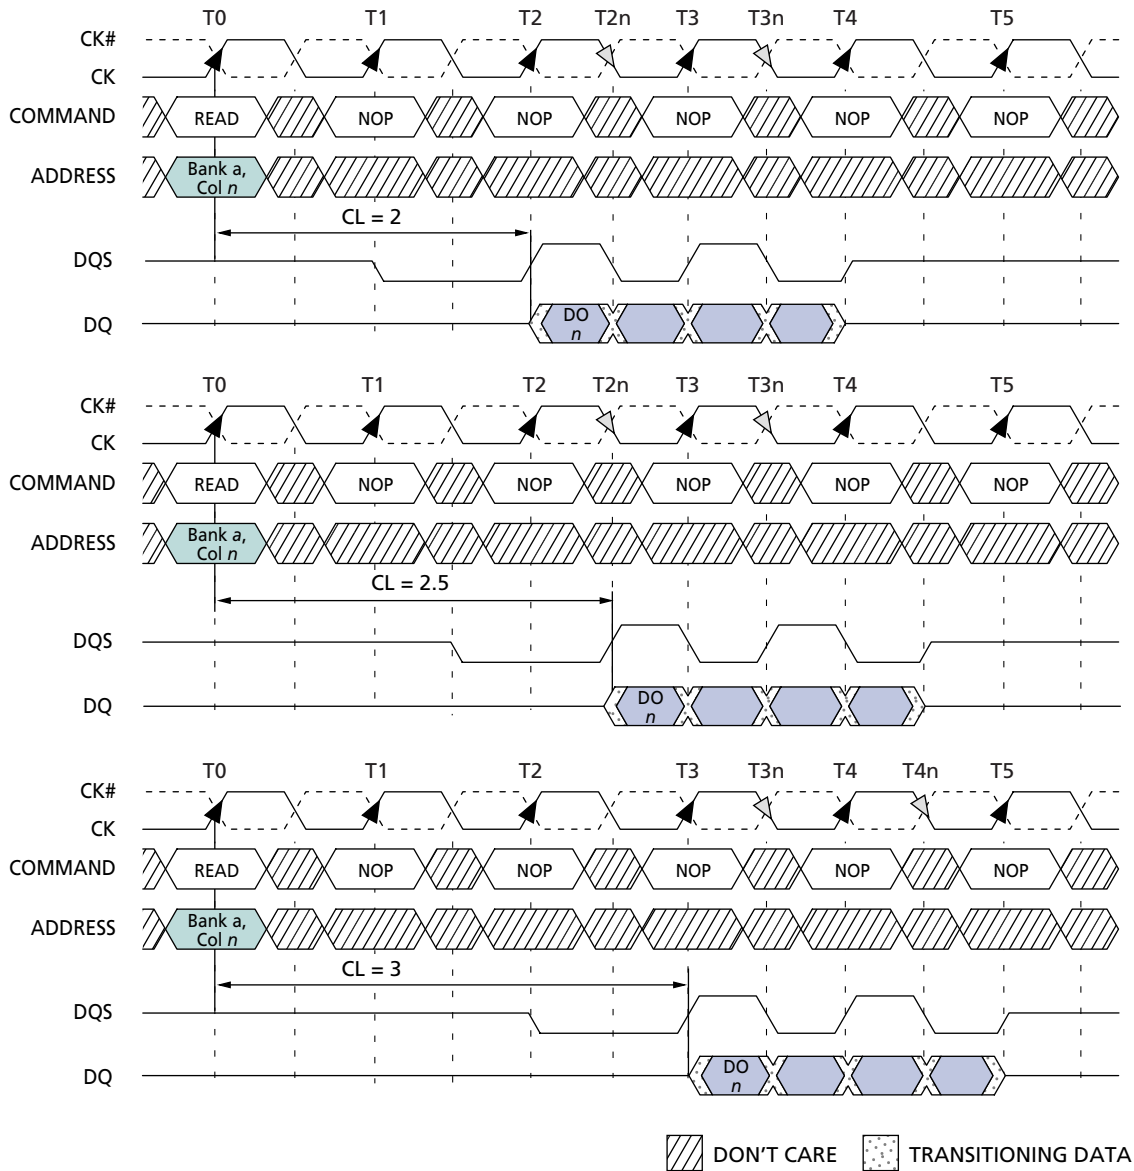 T0 T1 T2 T2n T3 T3n T4 T5
CK#
CK
COMMAND READ NOP NOP NOP NOP NOP
ADDRESS Bank a,
Col n
CL = 2
DQS
DQ DO
n
T0 T1 T2 T2n T3 T3n T4 T5
CK#
CK
COMMAND READ NOP NOP NOP NOP NOP
ADDRESS Bank a,
Col n
CL = 2.5
DQS
DQ DO
n
T0 T1 T2 T3 T3n T4 T4n T5
CK#
CK
COMMAND READ NOP NOP NOP NOP NOP
ADDRESS Bank a,
Col n
CL = 3
DQS
DQ DO
n
DON'T CARE TRANSITIONING DATA